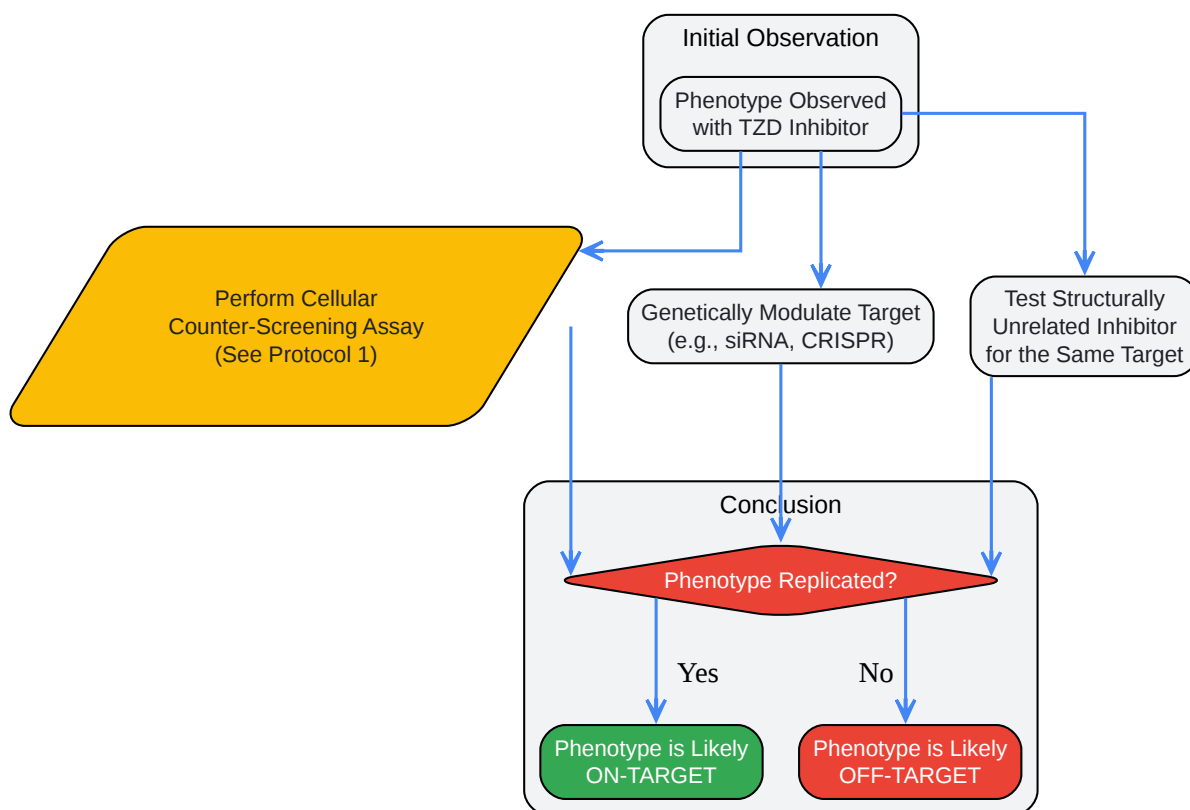 Initial Observation
Phenotype Observed
with TZD Inhibitor
Perform Cellular
Counter-Screening Assay
(See Protocol 1)
Genetically Modulate Target
(e.g., siRNA, CRISPR)
Test Structurally
Unrelated Inhibitor
for the Same Target
Conclusion
Phenotype Replicated?
Yes
No
Phenotype is Likely
ON-TARGET
Phenotype is Likely
OFF-TARGET